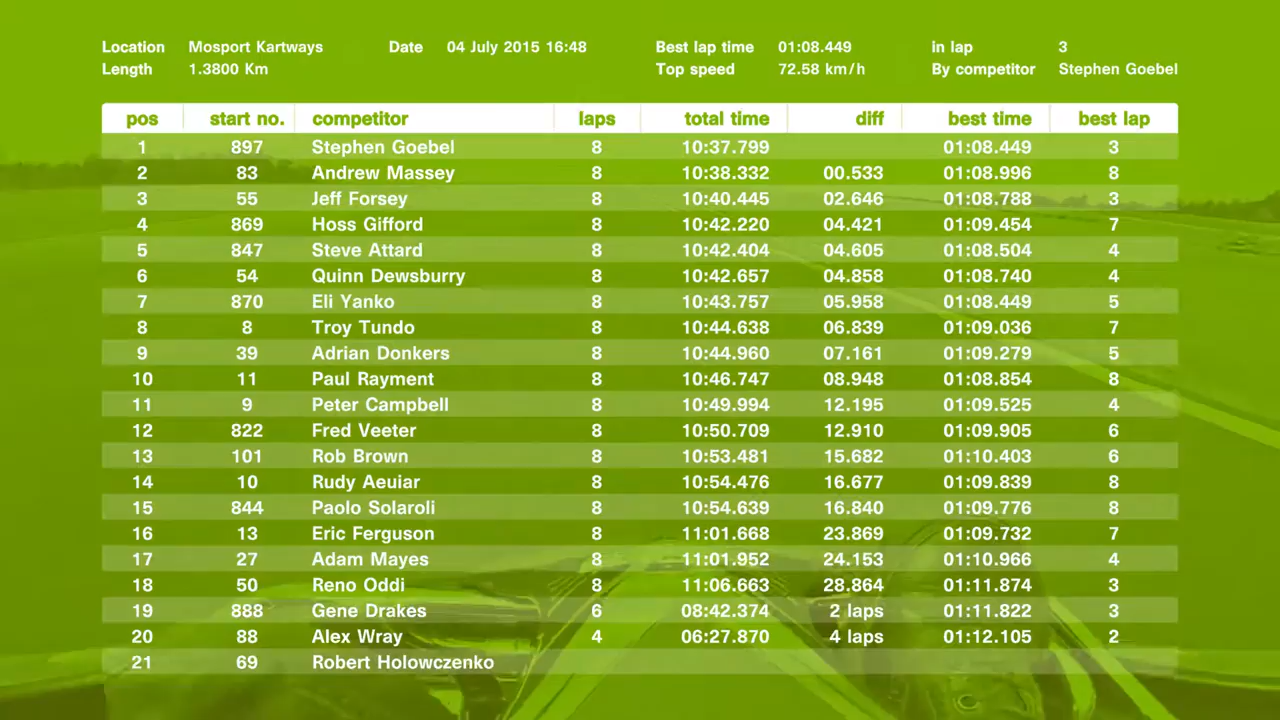 Location Mosport Kartways Date 04 July 2015 16:48 Best lap time 01:08.449 in lap 3
Length 1.3800 Km Top speed 72.58 km/h By competitor Stephen Goebel
pos start no. competitor laps total time diff best time best lap
1 897 Stephen Goebel 8 10:37.799 01:08.449 3
2 83 Andrew Massey 8 10:38.332 00.533 01:08.996 8
3 55 Jeff Forsey 8 10:40.445 02.646 01:08.788 3
4 869 Hoss Gifford 8 10:42.220 04.421 01:09.454 7
5 847 Steve Attard 8 10:42.404 04.605 01:08.504 4
6 54 Quinn Dewsburry 8 10:42.657 04.858 01:08.740 4
7 870 Eli Yanko 8 10:43.757 05.958 01:08.449 5
8 8 Troy Tundo 8 10:44.638 06.839 01:09.036 7
9 39 Adrian Donkers 8 10:44.960 07.161 01:09.279 5
10 11 Paul Rayment 8 10:46.747 08.948 01:08.854 8
11 9 Peter Campbell 8 10:49.994 12.195 01:09.525 4
12 822 Fred Veeter 8 10:50.709 12.910 01:09.905 6
13 101 Rob Brown 8 10:53.481 15.682 01:10.403 6
14 10 Rudy Aeuiar 8 10:54.476 16.677 01:09.839 8
15 844 Paolo Solaroli 8 10:54.639 16.840 01:09.776 8
16 13 Eric Ferguson 8 11:01.668 23.869 01:09.732 7
17 27 Adam Mayes 8 11:01.952 24.153 01:10.966 4
18 50 Reno Oddi 8 11:06.663 28.864 01:11.874 3
19 888 Gene Drakes 6 08:42.374 2 laps 01:11.822 3
20 88 Alex Wray 4 06:27.870 4 laps 01:12.105 2
21 69 Robert Holowczenko